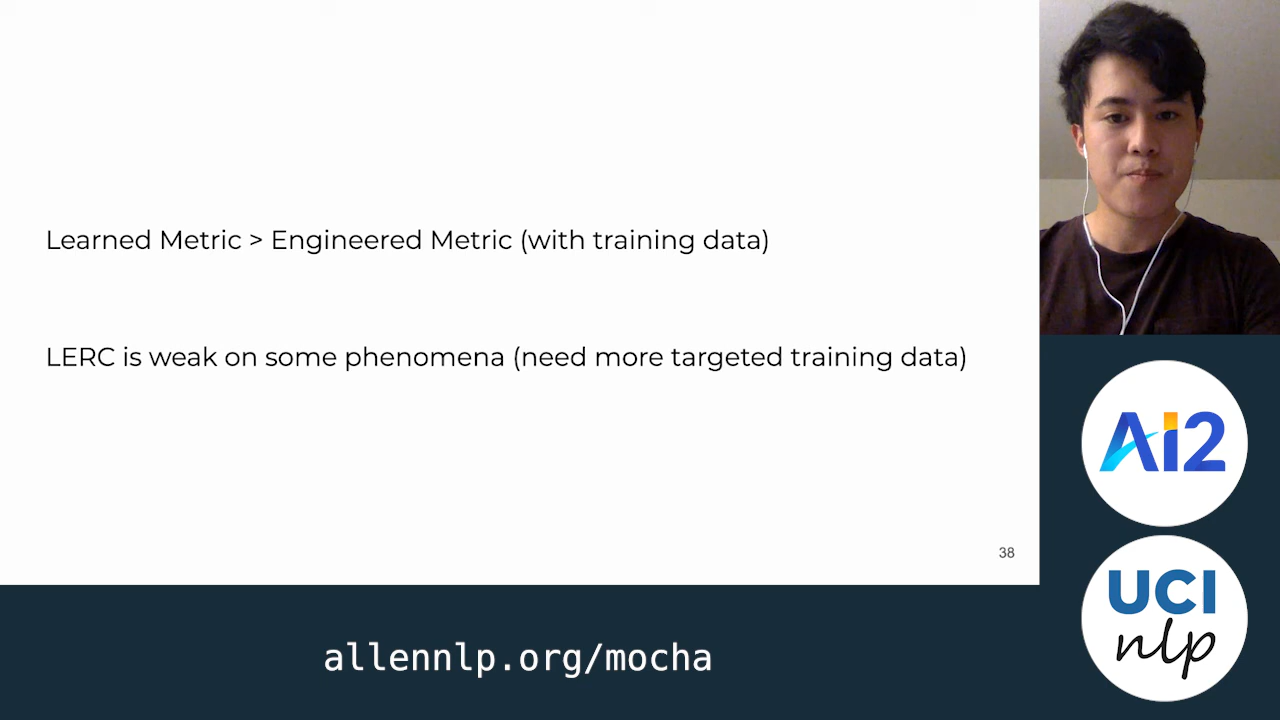 Learned Metric > Engineered Metric (with training data)
LERC is weak on some phenomena (need more targeted training data)
38
Ai2
UCI
nlp
allennlp.org/mocha